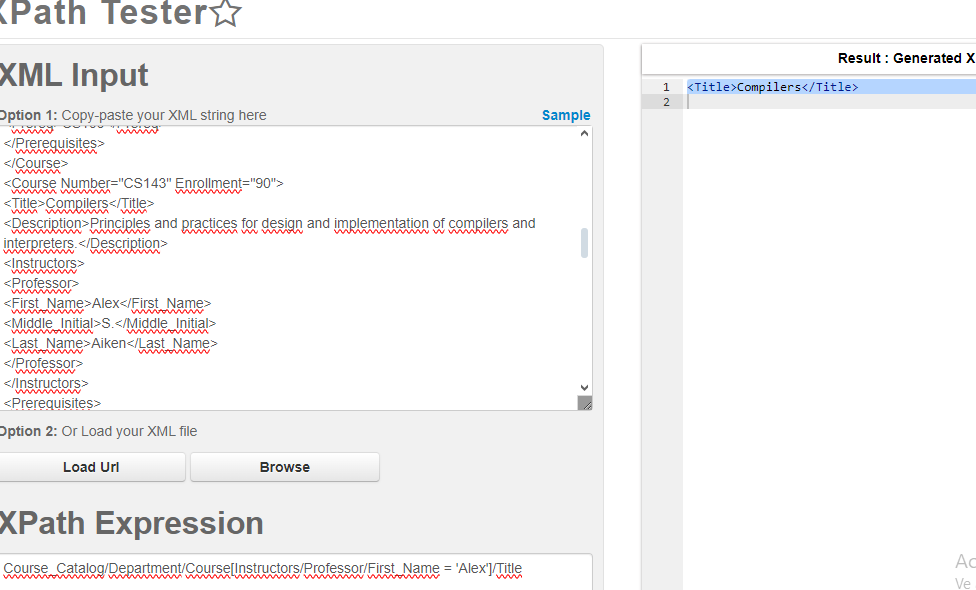 XPath Tester
XML Input
Option 1: Copy-paste your XML string here
Sample
</Prerequisites>
</Course>
<Course Number="CS143" Enrollment="90">
<Title>Compilers</Title>
<Description>Principles and practices for design and implementation of compilers and
interpreters.</Description>
<Instructors>
<Professor>
<First_Name>Alex</First_Name>
<Middle_Initial>S.</Middle_Initial>
<Last_Name>Aiken</Last_Name>
</Professor>
</Instructors>
<Prerequisites>
Option 2: Or Load your XML file
Load Url
Browse
XPath Expression
Course_Catalog/Department/Course[Instructors/Professor/First_Name = 'Alex']/Title
Result : Generated X
1 <Title>Compilers</Title>
2
Ac
Ve